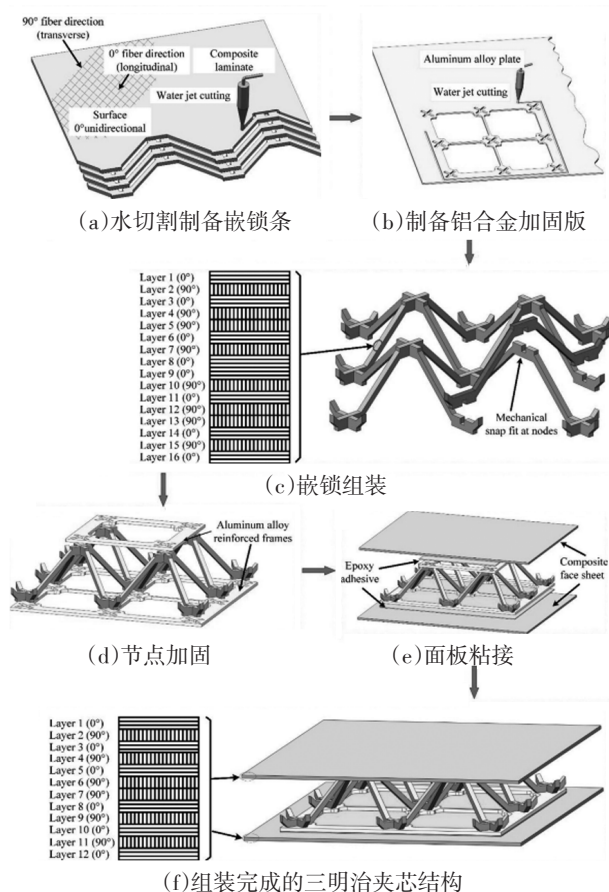 90° fiber direction
(transverse)
0° fiber direction
(longitudinal)
Composite
laminate
Water jet cutting
Surface
0°unidirectional
(a)水切割制备嵌锁条
Aluminum alloy plate
Water jet cutting
(b)制备铝合金加固版
Layer 1 (0°)
Layer 2 (90°)
Layer 3 (0°)
Layer 4 (90°)
Layer 5 (90°)
Layer 6 (0°)
Layer 7 (90°)
Layer 8 (0°)
Layer 9 (0°)
Layer 10 (90°)
Layer 11 (0°)
Layer 12 (90°)
Layer 13 (90°)
Layer 14 (0°)
Layer 15 (90°)
Layer 16 (0°)
Mechanical
snap fit at nodes
(c)嵌锁组装
Aluminum alloy
reinforced frames
(d)节点加固
Epoxy
adhesive
Composite
face sheet
(e)面板粘接
Layer 1 (0°)
Layer 2 (90°)
Layer 3 (0°)
Layer 4 (90°)
Layer 5 (0°)
Layer 6 (90°)
Layer 7 (90°)
Layer 8 (0°)
Layer 9 (90°)
Layer 10 (0°)
Layer 11 (90°)
Layer 12 (0°)
(f)组装完成的三明治夹芯结构